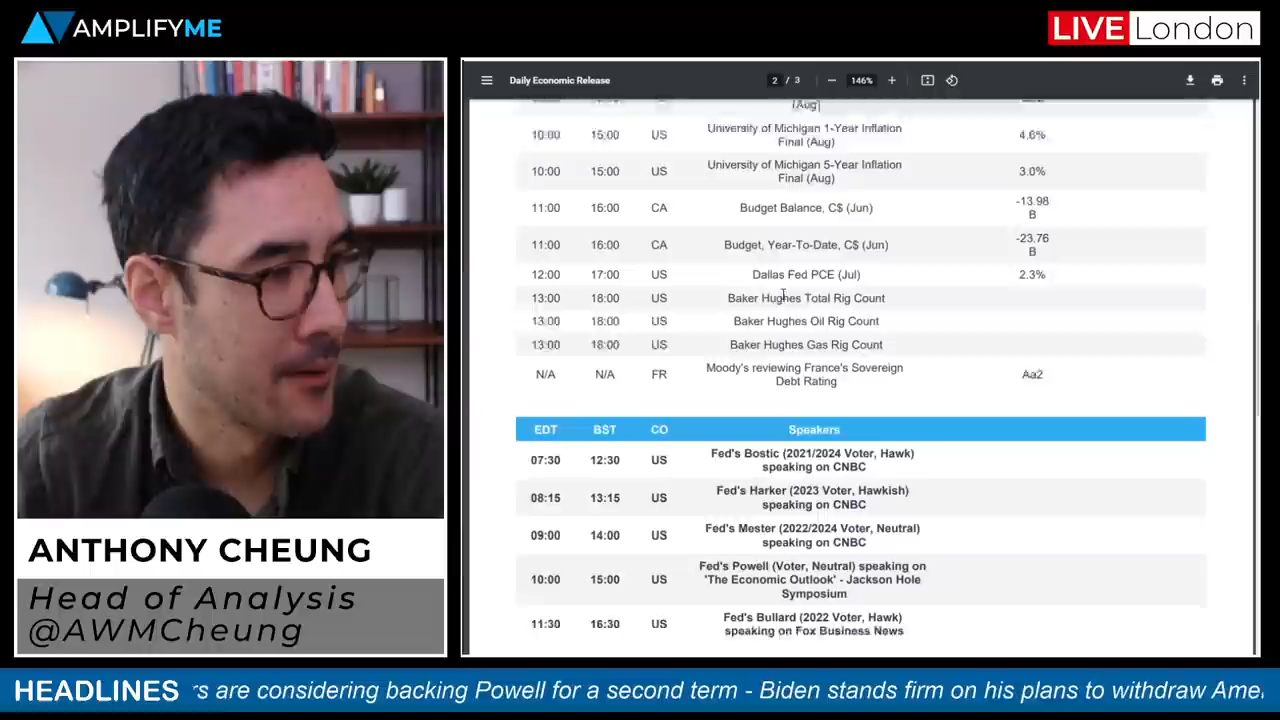 AMPLIFYME
LIVE London
Daily Economic Release
2 / 3
146%
(Aug)
10:00 15:00 US University of Michigan 1-Year Inflation Final (Aug) 4.6%
10:00 15:00 US University of Michigan 5-Year Inflation Final (Aug) 3.0%
11:00 16:00 CA Budget Balance, C$ (Jun) -13.98 B
11:00 16:00 CA Budget, Year-To-Date, C$ (Jun) -23.76 B
12:00 17:00 US Dallas Fed PCE (Jul) 2.3%
13:00 18:00 US Baker Hughes Total Rig Count
13:00 18:00 US Baker Hughes Oil Rig Count
13:00 18:00 US Baker Hughes Gas Rig Count
N/A N/A FR Moody's reviewing France's Sovereign Debt Rating Aa2
EDT BST CO Speakers
07:30 12:30 US Fed's Bostic (2021/2024 Voter, Hawk) speaking on CNBC
08:15 13:15 US Fed's Harker (2023 Voter, Hawkish) speaking on CNBC
09:00 14:00 US Fed's Mester (2022/2024 Voter, Neutral) speaking on CNBC
10:00 15:00 US Fed's Powell (Voter, Neutral) speaking on 'The Economic Outlook' - Jackson Hole Symposium
11:30 16:30 US Fed's Bullard (2022 Voter, Hawk) speaking on Fox Business News
ANTHONY CHEUNG
Head of Analysis
@AWMCheung
HEADLINES rs are considering backing Powell for a second term - Biden stands firm on his plans to withdraw Amer